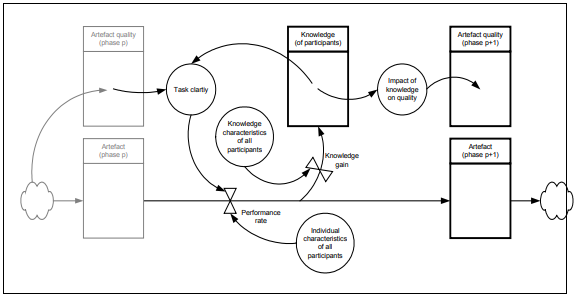 Artefact quality
(phase p)
Knowledge
(of participants)
Artefact quality
(phase p+1)
Task clartiy
Impact of
knowledge
on quality
Knowledge
characteristics
of all
participants
Artefact
(phase p)
Artefact
(phase p+1)
Knowledge
gain
Performance
rate
Individual
characteristics
of all
participants